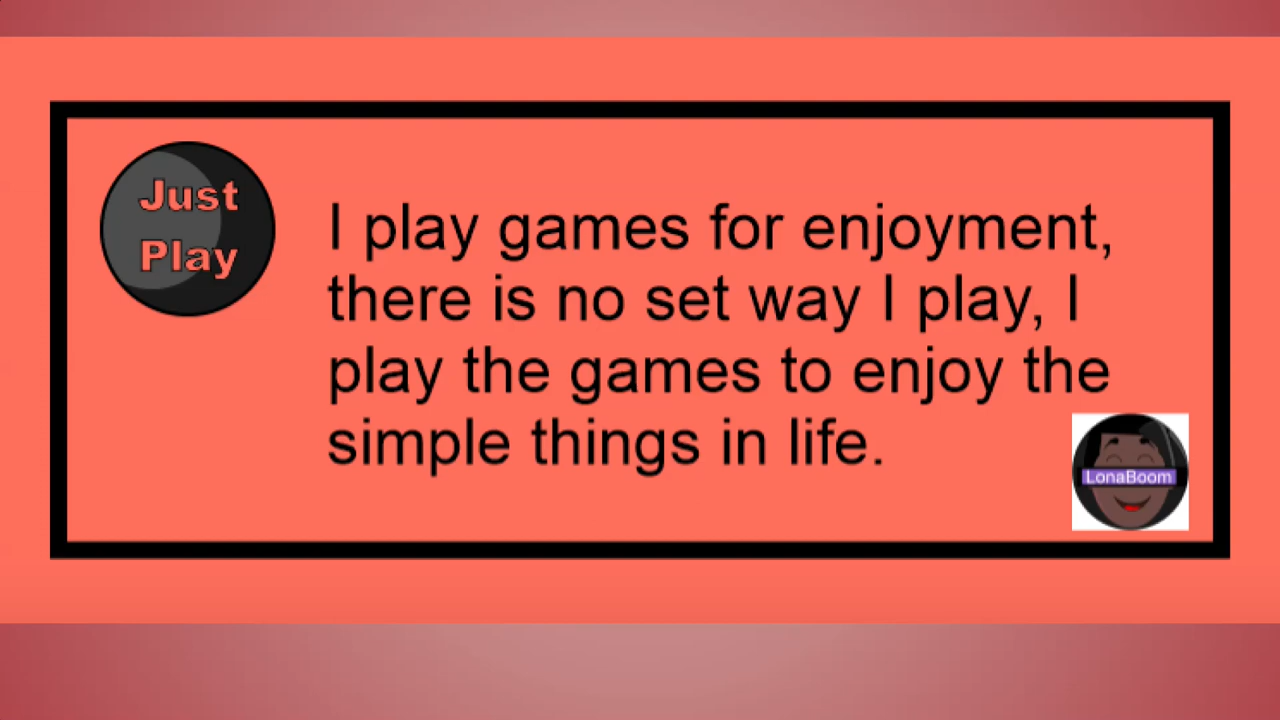 Just
Play
I play games for enjoyment,
there is no set way I play, I
play the games to enjoy the
simple things in life.
LonaBoom